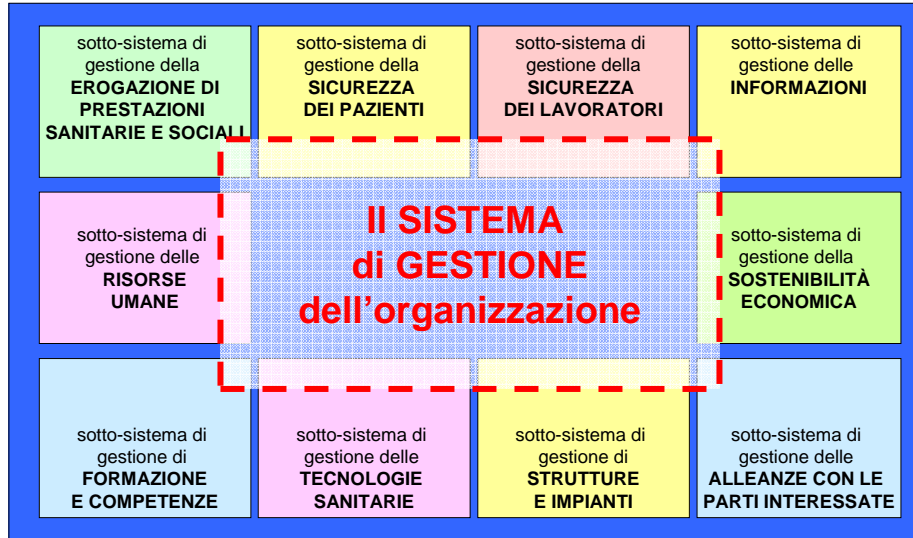 sotto-sistema di
gestione della
EROGAZIONE DI
PRESTAZIONI
SANITARIE E SOCIALI
sotto-sistema di
gestione della
SICUREZZA
DEI PAZIENTI
sotto-sistema di
gestione della
SICUREZZA
DEI LAVORATORI
sotto-sistema di
gestione delle
INFORMAZIONI
sotto-sistema di
gestione delle
RISORSE
UMANE
Il SISTEMA
di GESTIONE
dell’organizzazione
sotto-sistema di
gestione della
SOSTENIBILITÀ
ECONOMICA
sotto-sistema di
gestione di
FORMAZIONE
E COMPETENZE
sotto-sistema di
gestione delle
TECNOLOGIE
SANITARIE
sotto-sistema di
gestione di
STRUTTURE
E IMPIANTI
sotto-sistema di
gestione delle
ALLEANZE CON LE
PARTI INTERESSATE